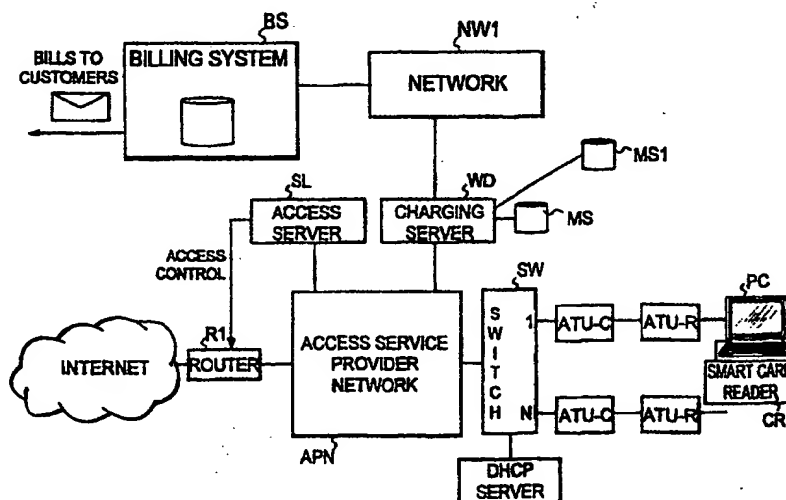 BS
BILLS TO
CUSTOMERS
BILLING SYSTEM
NW1
NETWORK
MS1
SL
ACCESS
SERVER
WD
CHARGING
SERVER
MS
ACCESS
CONTROL
SW
PC
R1
INTERNET
ROUTER
ACCESS SERVICE
PROVIDER
NETWORK
SWITCH
1
ATU-C
ATU-R
SMART CARD
READER
N
ATU-C
ATU-R
CR
APN
DHCP
SERVER